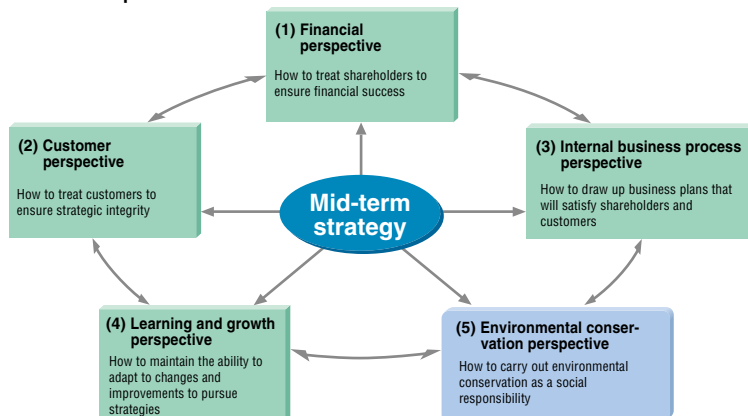 (1) Financial
perspective
How to treat shareholders to
ensure financial success
(2) Customer
perspective
How to treat customers to
ensure strategic integrity
(3) Internal business process
perspective
How to draw up business plans that
will satisfy shareholders and
customers
Mid-term
strategy
(4) Learning and growth
perspective
How to maintain the ability to
adapt to changes and
improvements to pursue
strategies
(5) Environmental conser-
vation perspective
How to carry out environmental
conservation as a social
responsibility